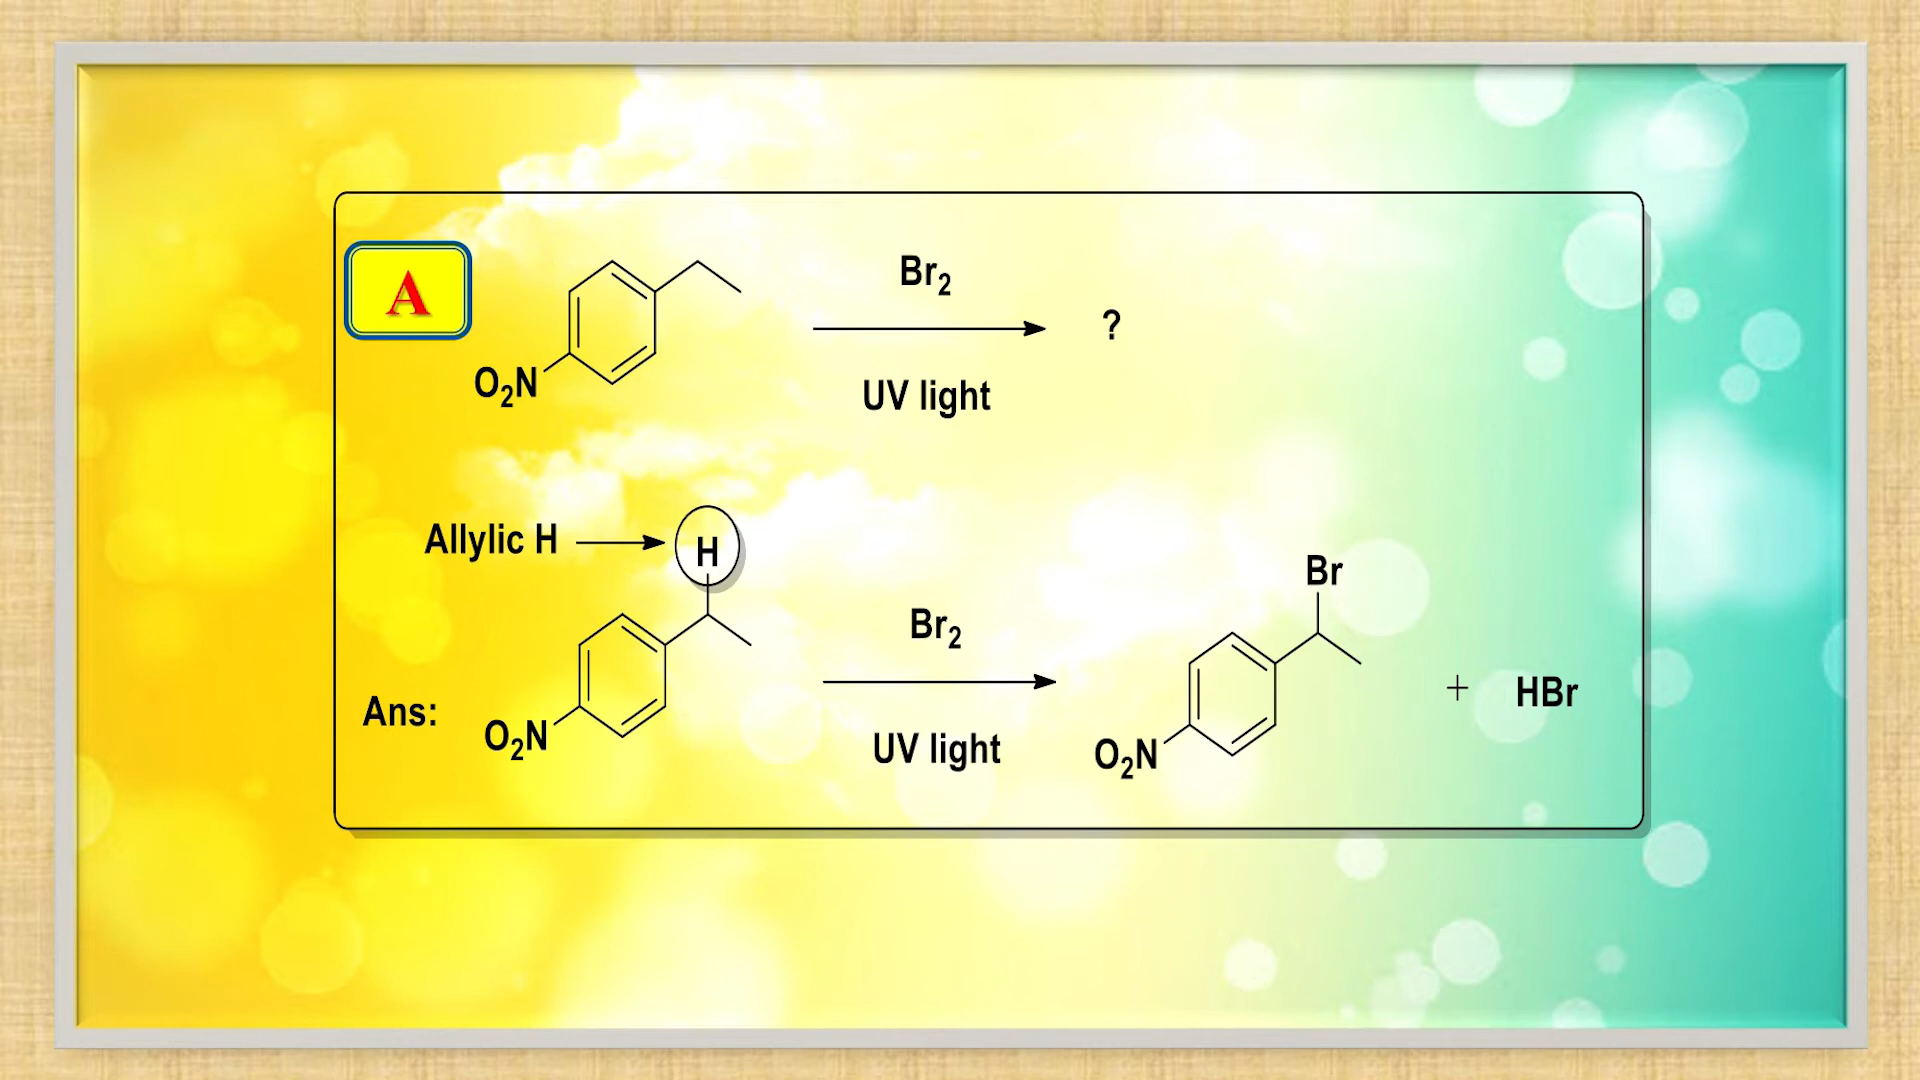 A
Br2
?
O2N
UV light
Allylic H
H
Br
Br2
Ans:
O2N
+ HBr
UV light
O2N